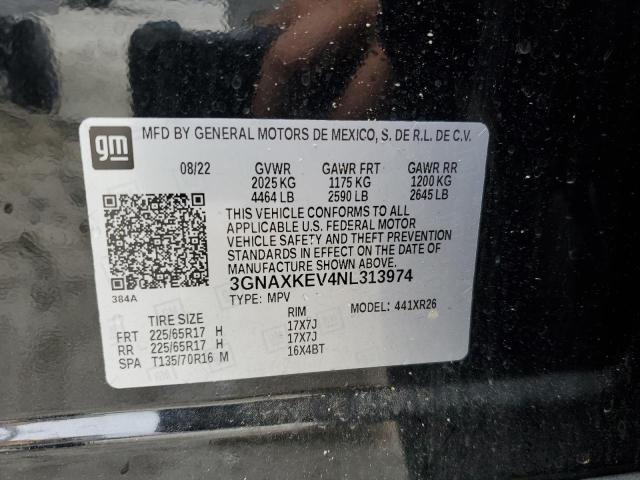 gm
MFD BY GENERAL MOTORS DE MEXICO, S. DE R.L. DE C.V.
08/22 GVWR GAWR FRT GAWR RR
2025 KG 1175 KG 1200 KG
4464 LB 2590 LB 2645 LB
THIS VEHICLE CONFORMS TO ALL
APPLICABLE U.S. FEDERAL MOTOR
VEHICLE SAFETY AND THEFT PREVENTION
STANDARDS IN EFFECT ON THE DATE OF
MANUFACTURE SHOWN ABOVE.
3GNAXKEV4NL313974
384A
TYPE: MPV MODEL: 441XR26
TIRE SIZE RIM
FRT 225/65R17 H 17X7J
RR 225/65R17 H 17X7J
SPA T135/70R16 M 16X4BT